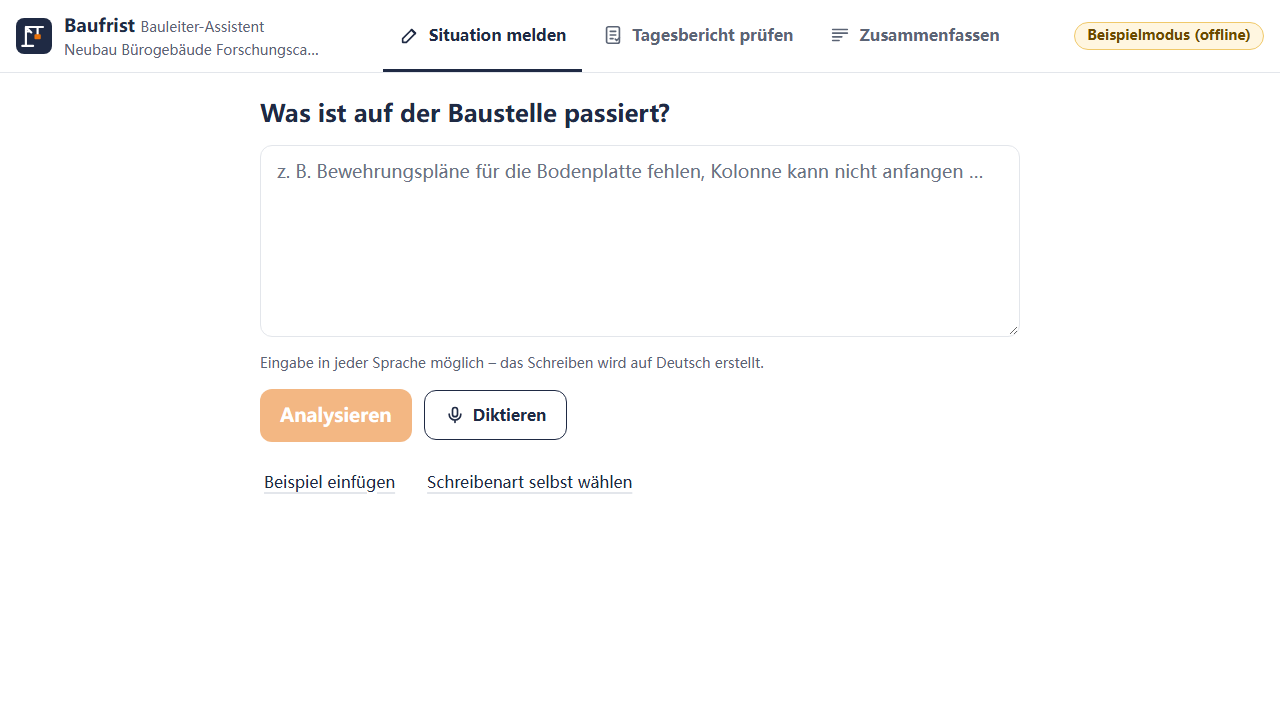 Baufrist Bauleiter-Assistent
Neubau Bürogebäude Forschungsca...
Situation melden
Tagesbericht prüfen
Zusammenfassen
Beispielmodus (offline)
Was ist auf der Baustelle passiert?
z. B. Bewehrungspläne für die Bodenplatte fehlen, Kolonne kann nicht anfangen ...
Eingabe in jeder Sprache möglich – das Schreiben wird auf Deutsch erstellt.
Analysieren
Diktieren
Beispiel einfügen
Schreibenart selbst wählen